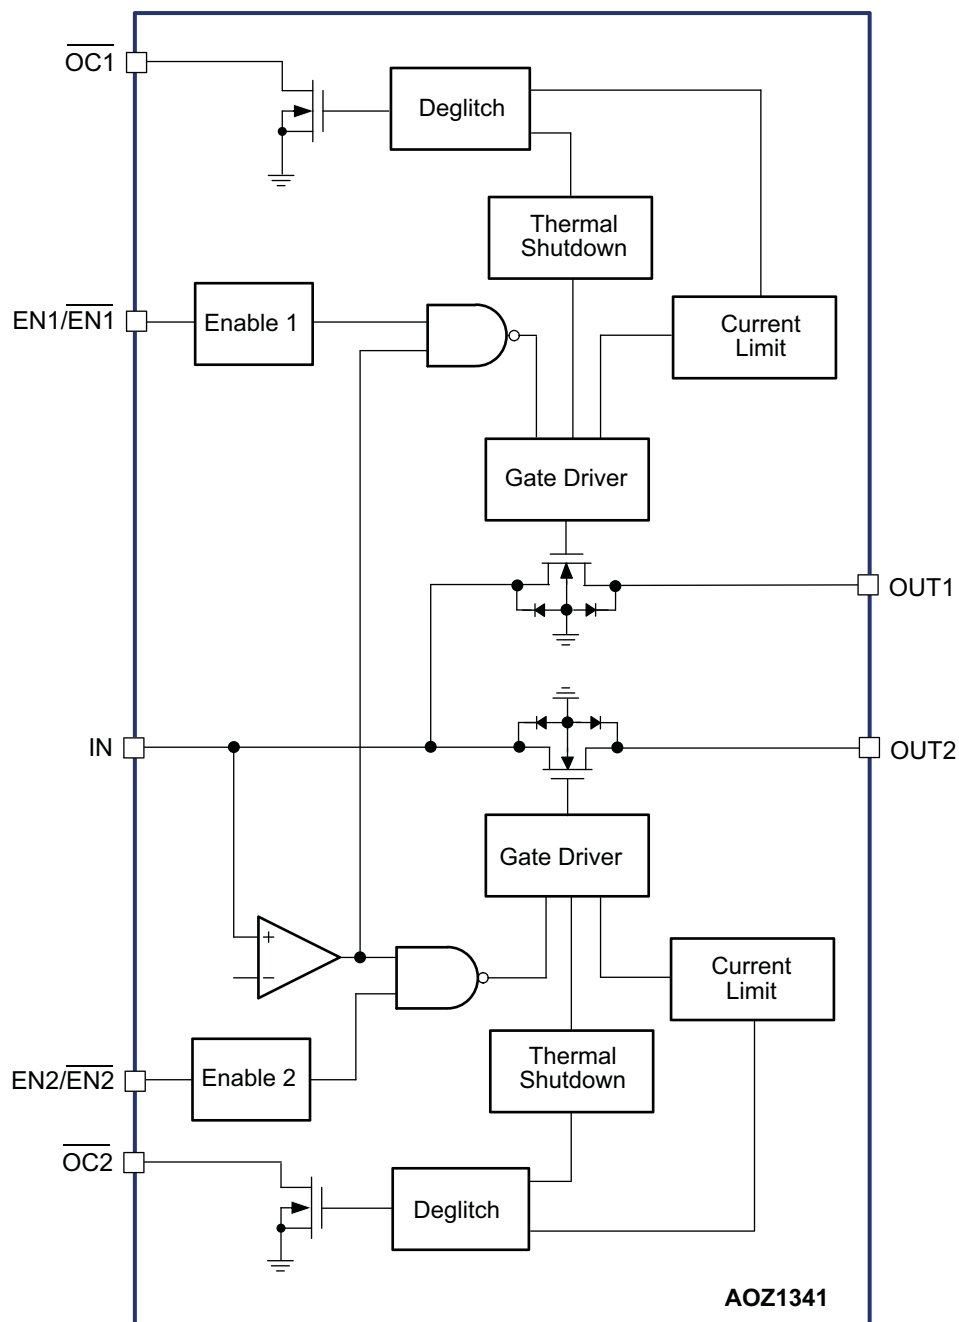 OC1
Deglitch
Thermal
Shutdown
EN1/EN1
Enable 1
Current
Limit
Gate Driver
OUT1
IN
OUT2
Gate Driver
+
−
Current
Limit
Thermal
Shutdown
EN2/EN2
Enable 2
OC2
Deglitch
AOZ1341